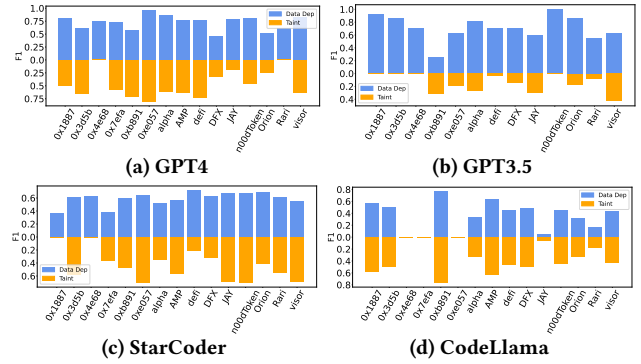 1.00
0.75
0.50
0.25
0.00
0.25
0.50
0.75
F1
Data Dep
Taint
0x1887
0x3d5b
0x4e68
0x7efa
0xb891
0xe057
alpha
AMP
defi
DFX
JAY
n00dToken
Orion
Rari
visor
(a) GPT4
1.0
0.8
0.6
0.4
0.2
0.0
0.2
0.4
F1
Data Dep
Taint
0x1887
0x3d5b
0x4e68
0xb891
0xe057
alpha
defi
DFX
JAY
n00dToken
Orion
Rari
visor
(b) GPT3.5
0.6
0.4
0.2
0.0
0.2
0.4
0.6
F1
Data Dep
Taint
0x1887
0x3d5b
0x4e68
0x7efa
0xb891
0xe057
alpha
AMP
defi
DFX
JAY
n00dToken
Orion
Rari
visor
(c) StarCoder
0.8
0.6
0.4
0.2
0.0
0.2
0.4
0.6
0.8
F1
Data Dep
Taint
0x1887
0x3d5b
0x4e68
0x7efa
0xb891
0xe057
alpha
AMP
defi
DFX
JAY
n00dToken
Orion
Rari
visor
(d) CodeLlama